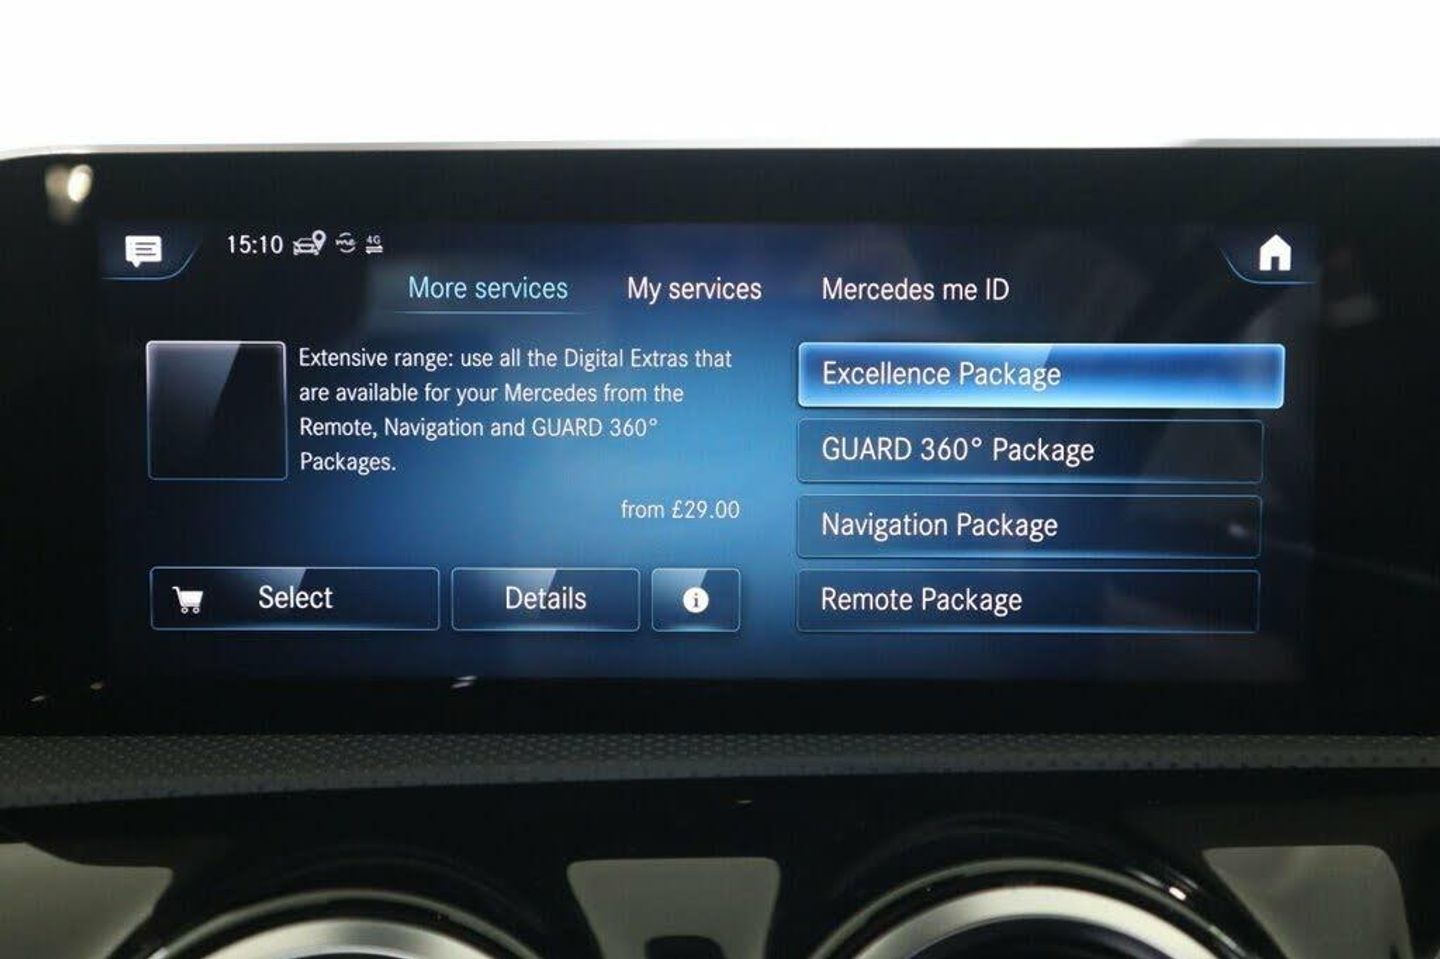 15:10 me 4G
More services My services Mercedes me ID
Extensive range: use all the Digital Extras that
are available for your Mercedes from the
Remote, Navigation and GUARD 360°
Packages.
from £29.00
Select Details i
Excellence Package
GUARD 360° Package
Navigation Package
Remote Package